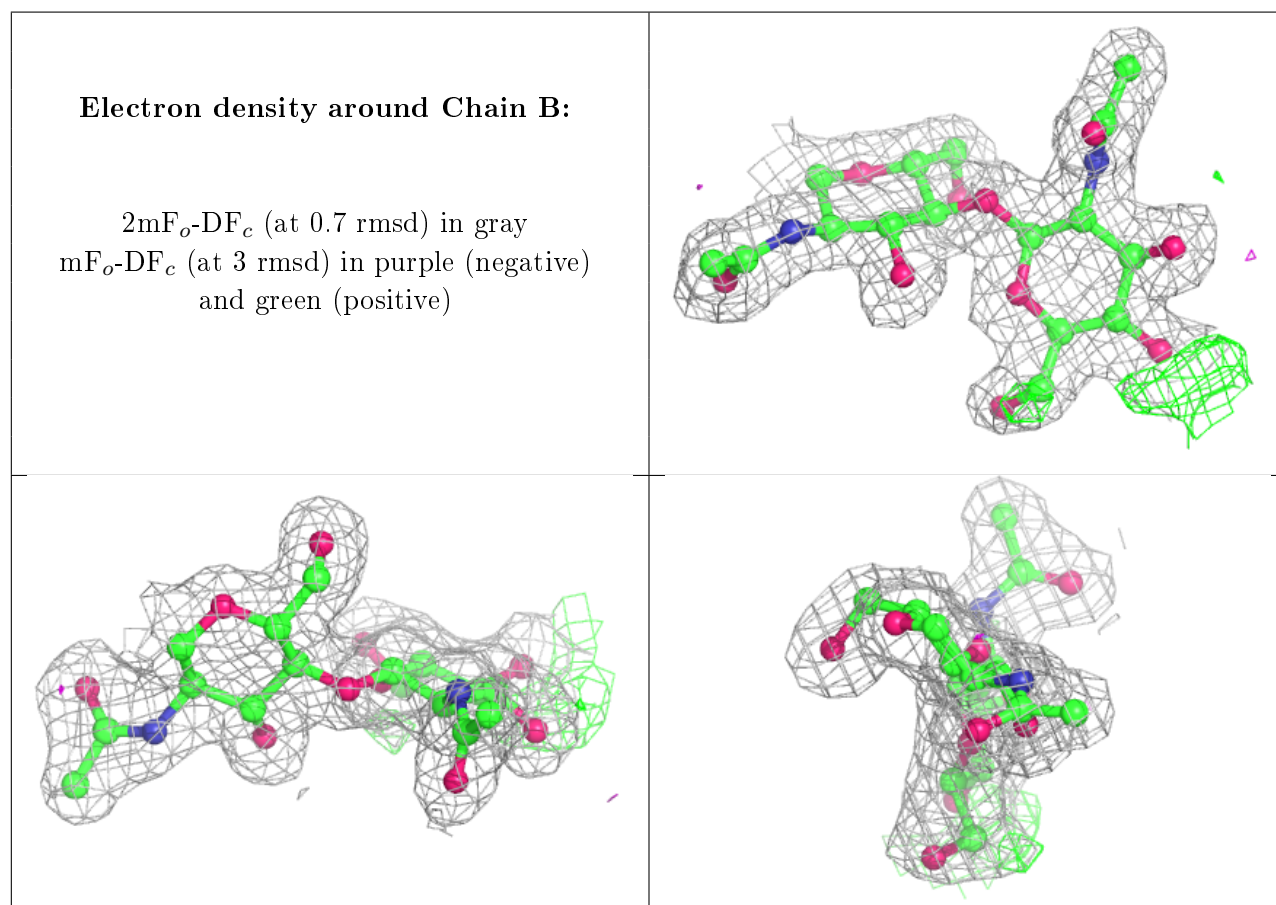 Electron density around Chain B:
2mFₒ-DF𝒸 (at 0.7 rmsd) in gray
mFₒ-DF𝒸 (at 3 rmsd) in purple (negative)
and green (positive)